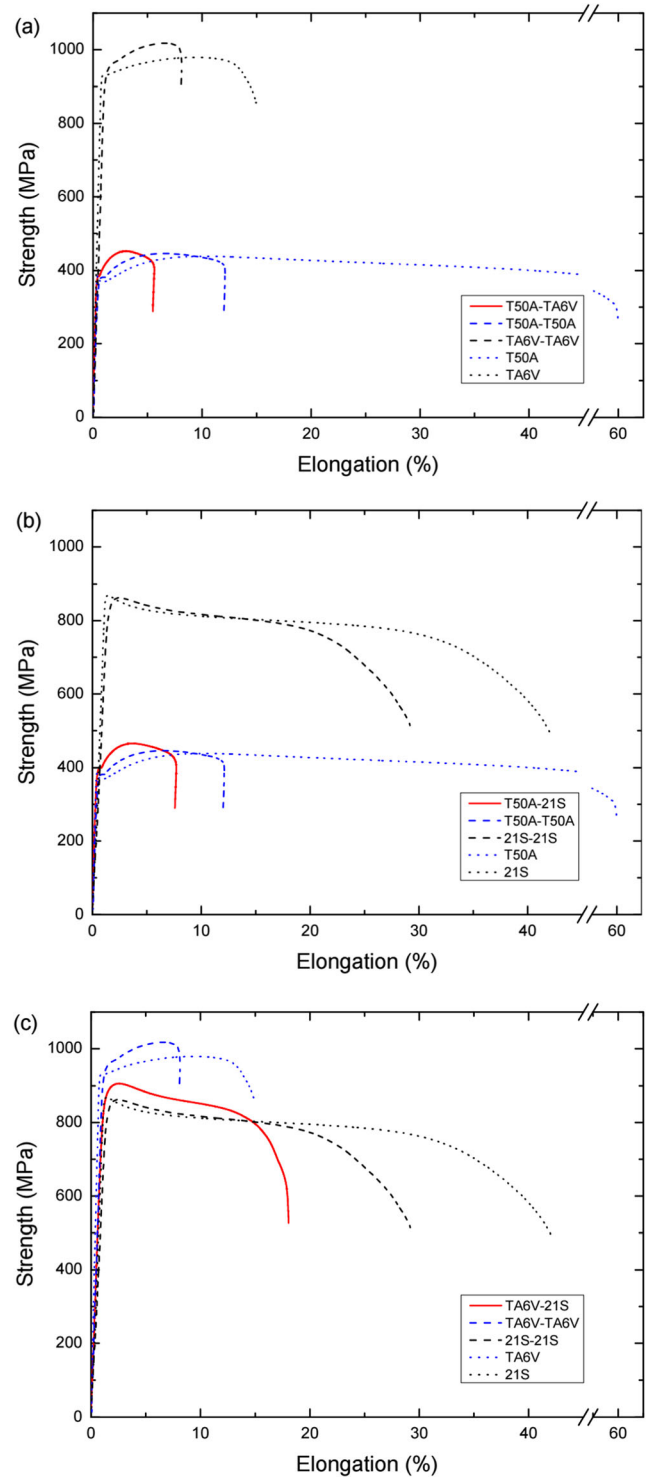 (a)
1000
800
600
400
200
0
Strength (MPa)
T50A-TA6V
T50A-T50A
TA6V-TA6V
T50A
TA6V
0 10 20 30 40 60
Elongation (%)
(b)
1000
800
600
400
200
0
Strength (MPa)
T50A-21S
T50A-T50A
21S-21S
T50A
21S
0 10 20 30 40 60
Elongation (%)
(c)
1000
800
600
400
200
0
Strength (MPa)
TA6V-21S
TA6V-TA6V
21S-21S
TA6V
21S
0 10 20 30 40 60
Elongation (%)